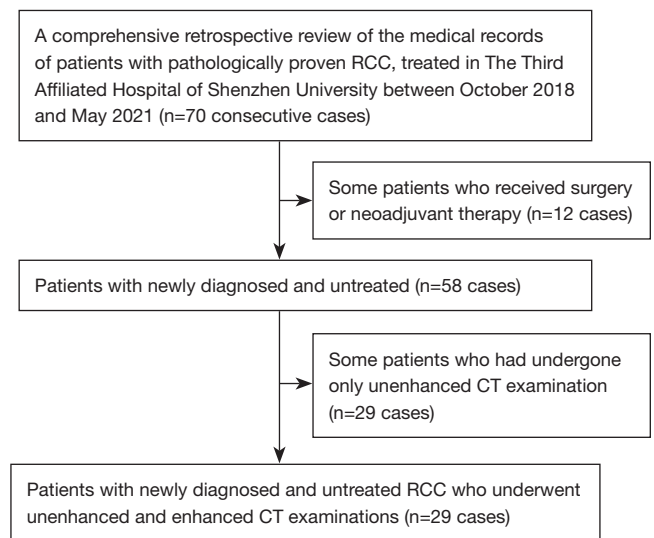 A comprehensive retrospective review of the medical records
of patients with pathologically proven RCC, treated in The Third
Affiliated Hospital of Shenzhen University between October 2018
and May 2021 (n=70 consecutive cases)
Some patients who received surgery
or neoadjuvant therapy (n=12 cases)
Patients with newly diagnosed and untreated (n=58 cases)
Some patients who had undergone
only unenhanced CT examination
(n=29 cases)
Patients with newly diagnosed and untreated RCC who underwent
unenhanced and enhanced CT examinations (n=29 cases)